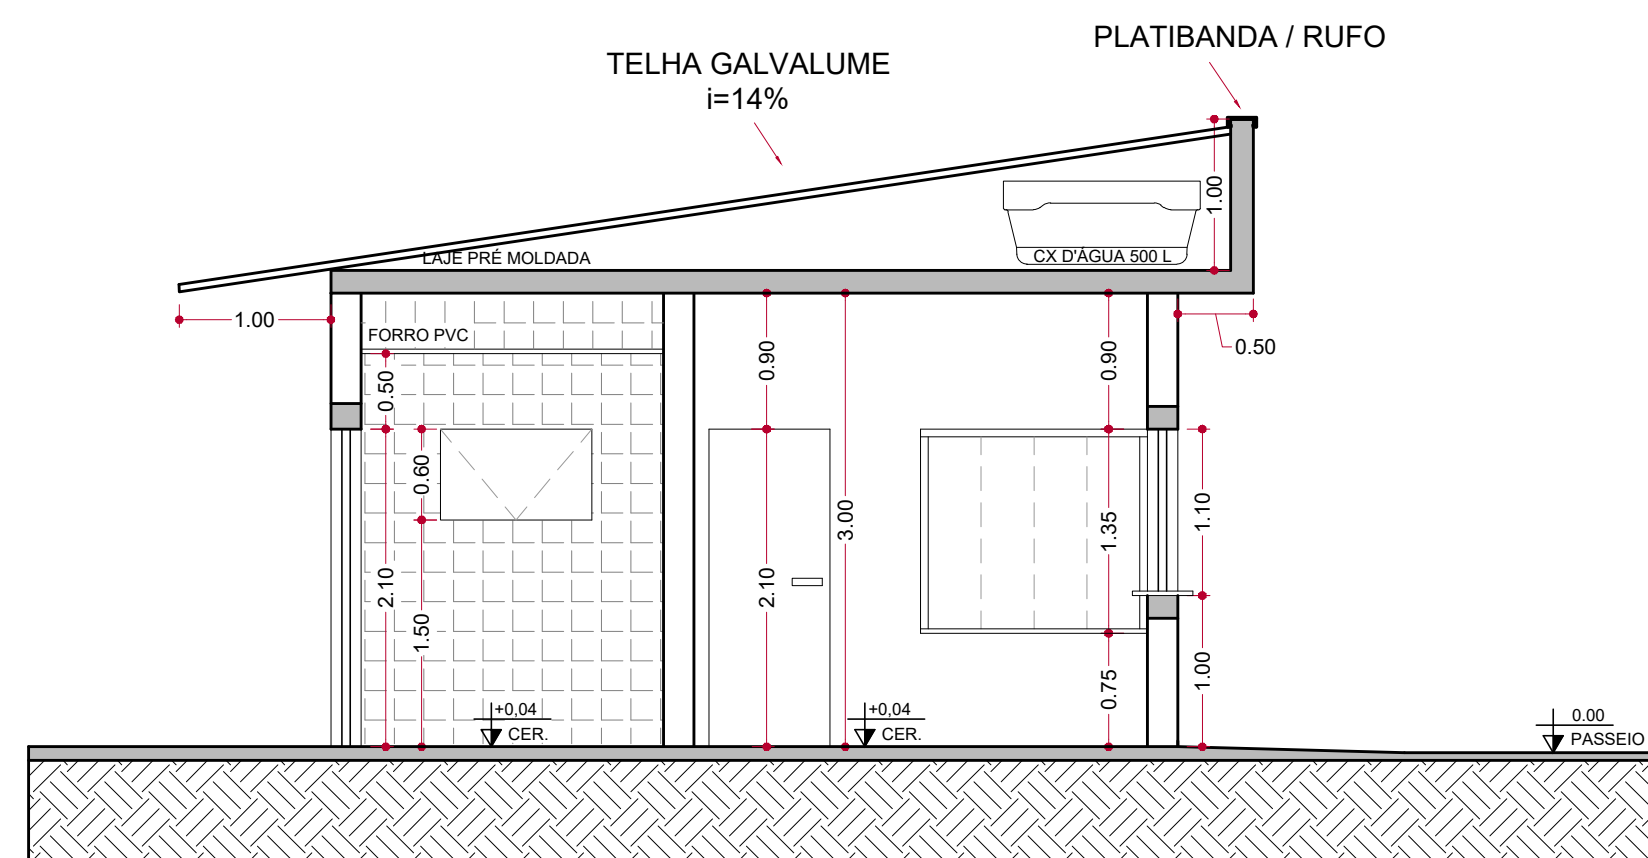 PLATIBANDA / RUFO
TELHA GALVALUME
i=14%
1.00
LAJE PRÉ MOLDADA
CX D'ÁGUA 500 L
1.00
FORRO PVC
0.50
0.90
0.90
0.50
0.60
2.10
1.50
2.10
3.00
1.35
1.10
0.75
1.00
+0,04
CER.
+0,04
CER.
0.00
PASSEIO